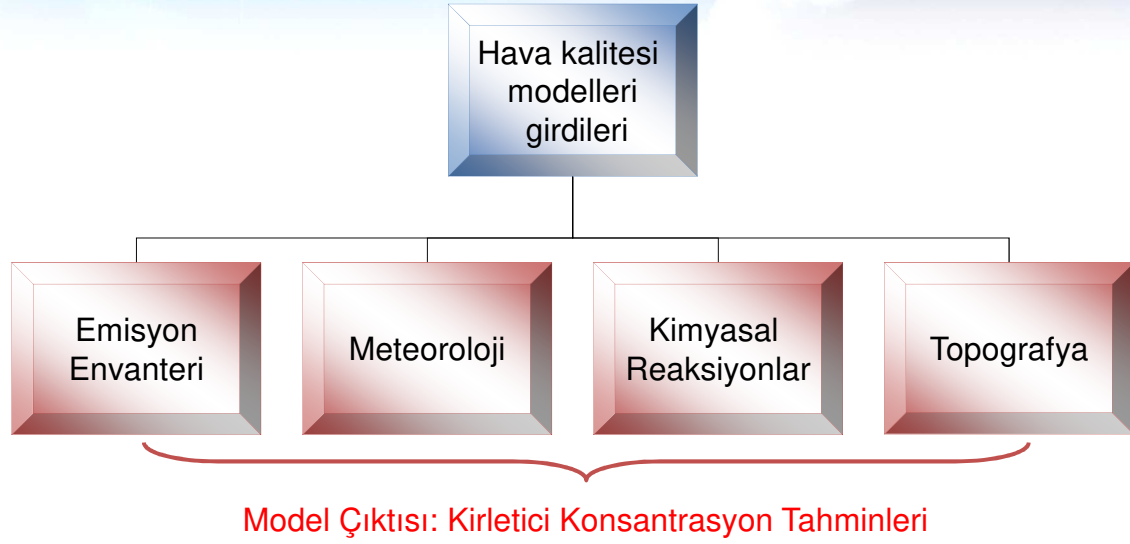 Hava kalitesi
modelleri
girdileri
Emisyon
Envanteri
Meteoroloji
Kimyasal
Reaksiyonlar
Topografya
Model Çıktısı: Kirletici Konsantrasyon Tahminleri